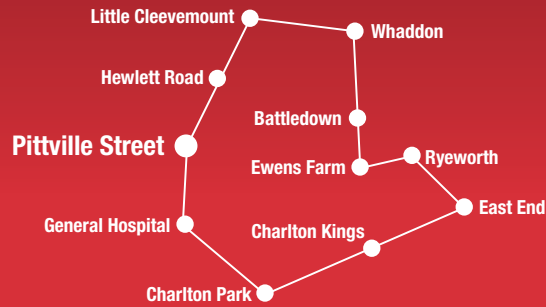 Little Cleevemount
Whaddon
Hewlett Road
Battledown
Pittville Street
Ewens Farm
Ryeworth
East End
General Hospital
Charlton Kings
Charlton Park